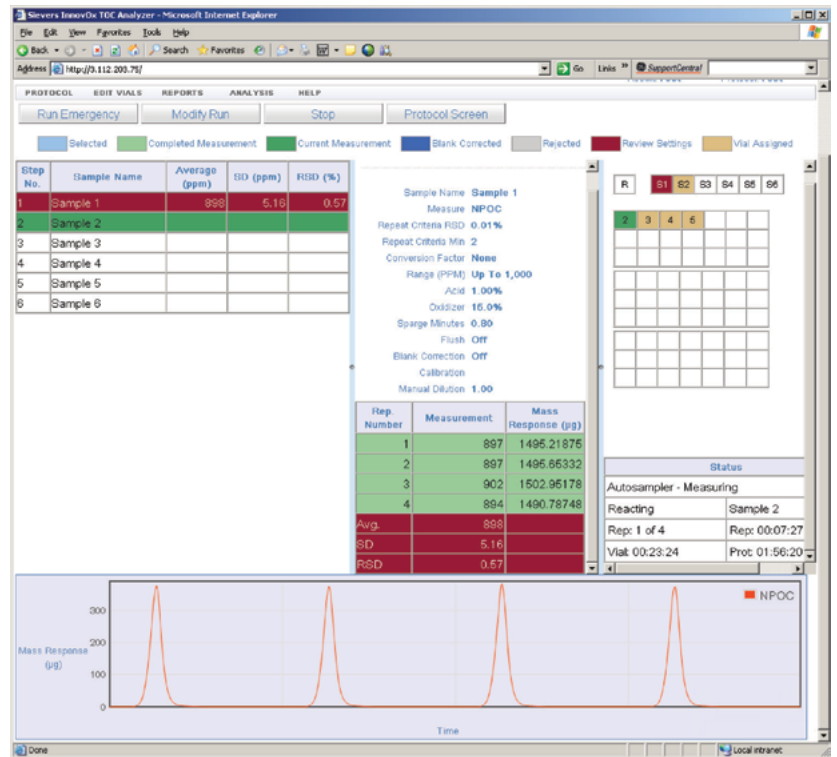 Sievers InnovOx TOC Analyzer - Microsoft Internet Explorer
File Edit View Favorites Tools Help
Back Search Favorites
Address http://3.112.203.75/ Go Links » SupportCentral
PROTOCOL EDIT VIALS REPORTS ANALYSIS HELP
Run Emergency Modify Run Stop Protocol Screen
Selected Completed Measurement Current Measurement Blank Corrected Rejected Review Settings Vial Assigned
Step No. Sample Name Average (ppm) SD (ppm) RSD (%)
1 Sample 1 898 5.16 0.57
2 Sample 2
3 Sample 3
4 Sample 4
5 Sample 5
6 Sample 6
Sample Name Sample 1
Measure NPOC
Repeat Criteria RSD 0.01%
Repeat Criteria Min 2
Conversion Factor None
Range (PPM) Up To 1,000
Acid 1.00%
Oxidizer 15.0%
Sparge Minutes 0.80
Flush Off
Blank Correction Off
Calibration
Manual Dilution 1.00
Rep. Number Measurement Mass Response (µg)
1 897 1495.21875
2 897 1495.65332
3 902 1502.95178
4 894 1490.78748
Avg. 898
SD 5.16
RSD 0.57
R S1 S2 S3 S4 S5 S6
2 3 4 5
Status
Autosampler - Measuring
Reacting Sample 2
Rep: 1 of 4 Rep: 00:07:27
Vial: 00:23:24 Prot: 01:56:20
NPOC
300
200
100
0
Mass Response
(µg)
Time
Done Local intranet